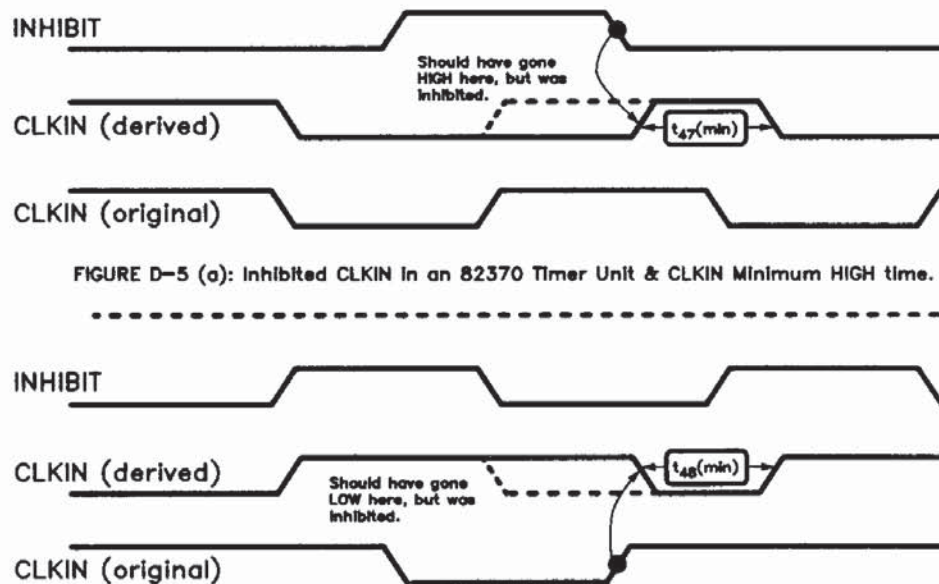 INHIBIT
Should have gone
HIGH here, but was
inhibited.
CLKIN (derived)
t47(min)
CLKIN (original)
FIGURE D-5 (a): Inhibited CLKIN in an 82370 Timer Unit & CLKIN Minimum HIGH time.
INHIBIT
CLKIN (derived)
t48(min)
Should have gone
LOW here, but was
inhibited.
CLKIN (original)